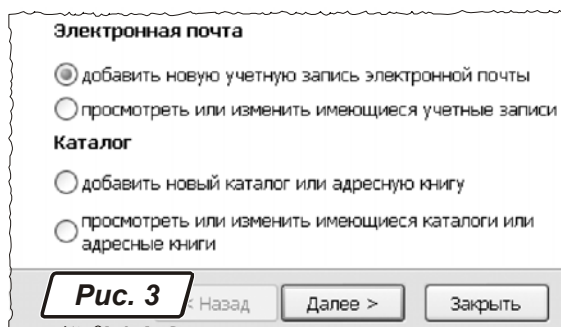 Электронная почта
добавить новую учетную запись электронной почты
просмотреть или изменить имеющиеся учетные записи
Каталог
добавить новый каталог или адресную книгу
просмотреть или изменить имеющиеся каталоги или
адресные книги
Рис. 3
< Назад
Далее >
Закрыть